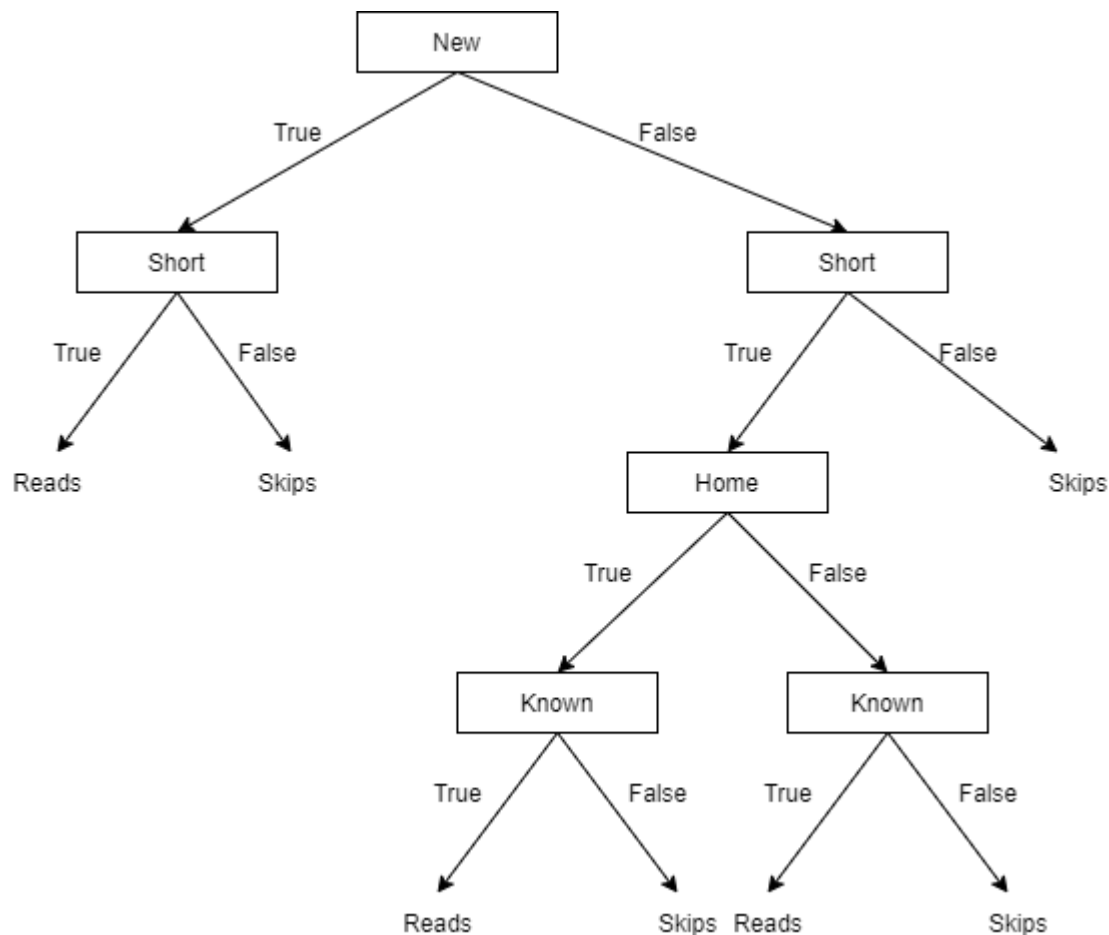 New
True False
Short Short
True False True False
Reads Skips Home Skips
True False
Known Known
True False True False
Reads Skips Reads Skips